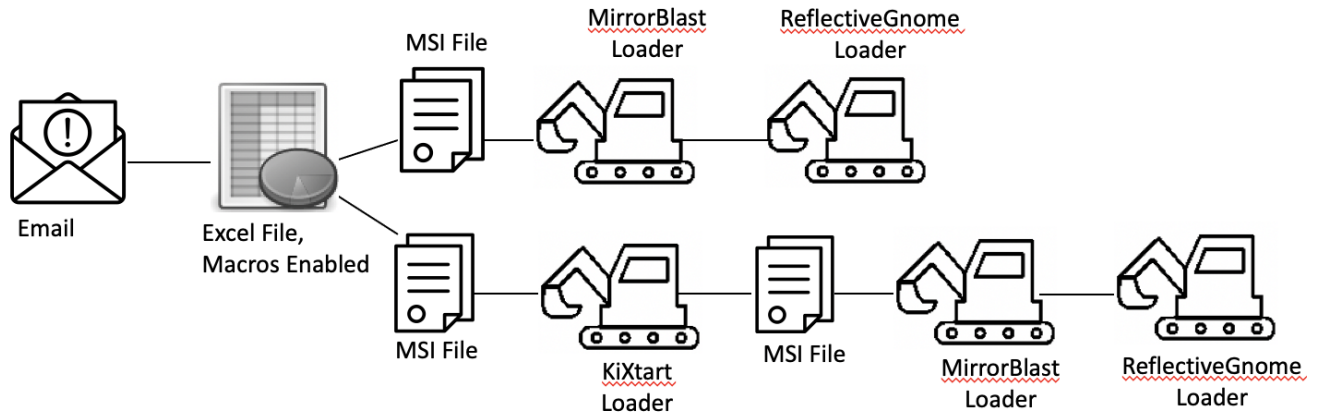 MirrorBlast
Loader
ReflectiveGnome
Loader
MSI File
Email
Excel File,
Macros Enabled
MSI File
KiXtart
Loader
MSI File
MirrorBlast
Loader
ReflectiveGnome
Loader